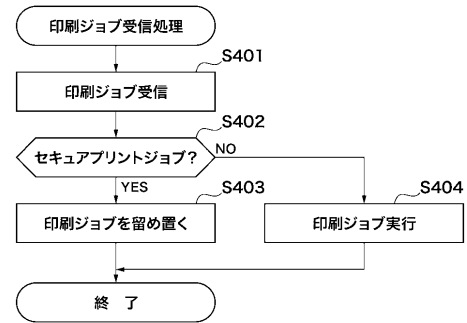 印刷ジョブ受信処理
S401
印刷ジョブ受信
S402
セキュアプリントジョブ？
NO
YES
S403
S404
印刷ジョブを留め置く
印刷ジョブ実行
終　了